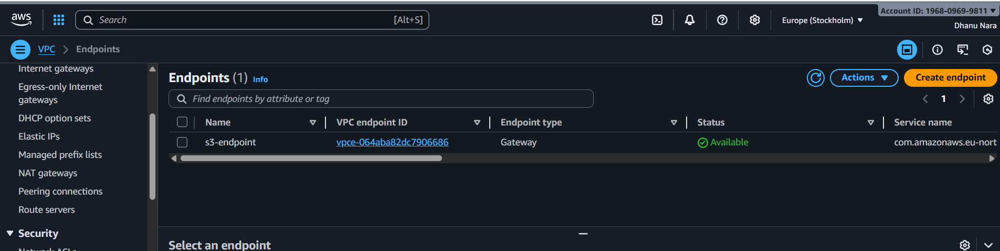 aws
Search [Alt+S]
Europe (Stockholm)
Account ID: 1968-0969-9811
Dhanu Nara
VPC Endpoints
Internet gateways
Egress-only Internet
gateways
DHCP option sets
Elastic IPs
Managed prefix lists
NAT gateways
Peering connections
Route servers
Security
Endpoints (1) Info
Actions
Create endpoint
Find endpoints by attribute or tag
1
Name VPC endpoint ID Endpoint type Status Service name
s3-endpoint vpce-064aba82dc7906686 Gateway Available com.amazonaws.eu-nort
Select an endpoint